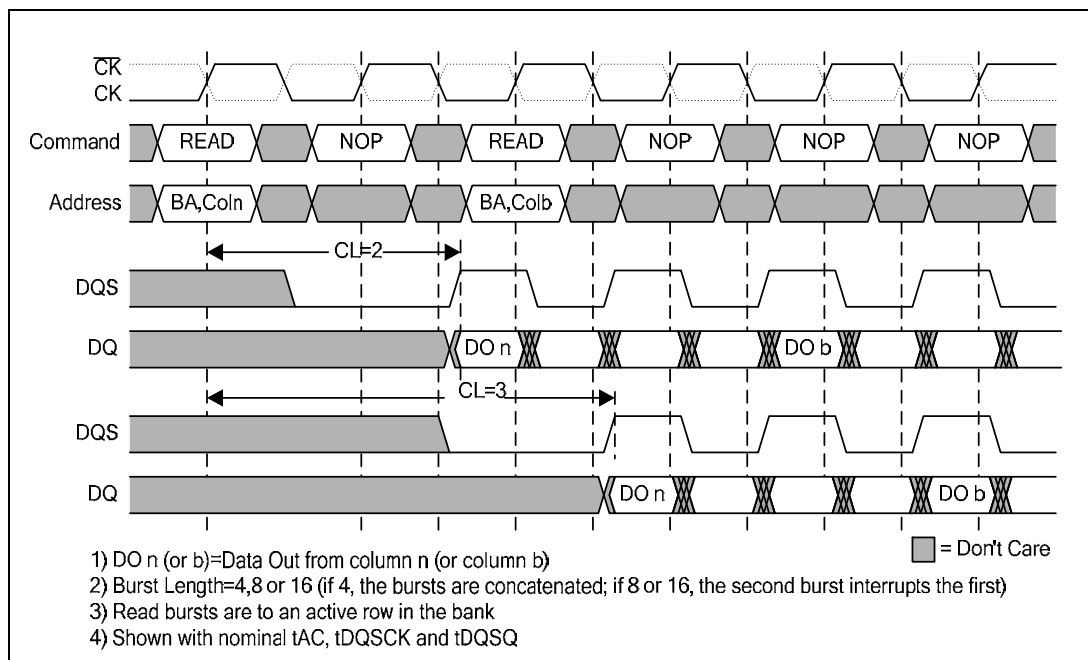 CK
CK
Command READ NOP READ NOP NOP NOP
Address BA,Coln BA,Colb
CL=2
DQS
DQ DO n DO b
CL=3
DQS
DQ DO n DO b
1) DO n (or b)=Data Out from column n (or column b)
= Don't Care
2) Burst Length=4,8 or 16 (if 4, the bursts are concatenated; if 8 or 16, the second burst interrupts the first)
3) Read bursts are to an active row in the bank
4) Shown with nominal tAC, tDQSCK and tDQSQ